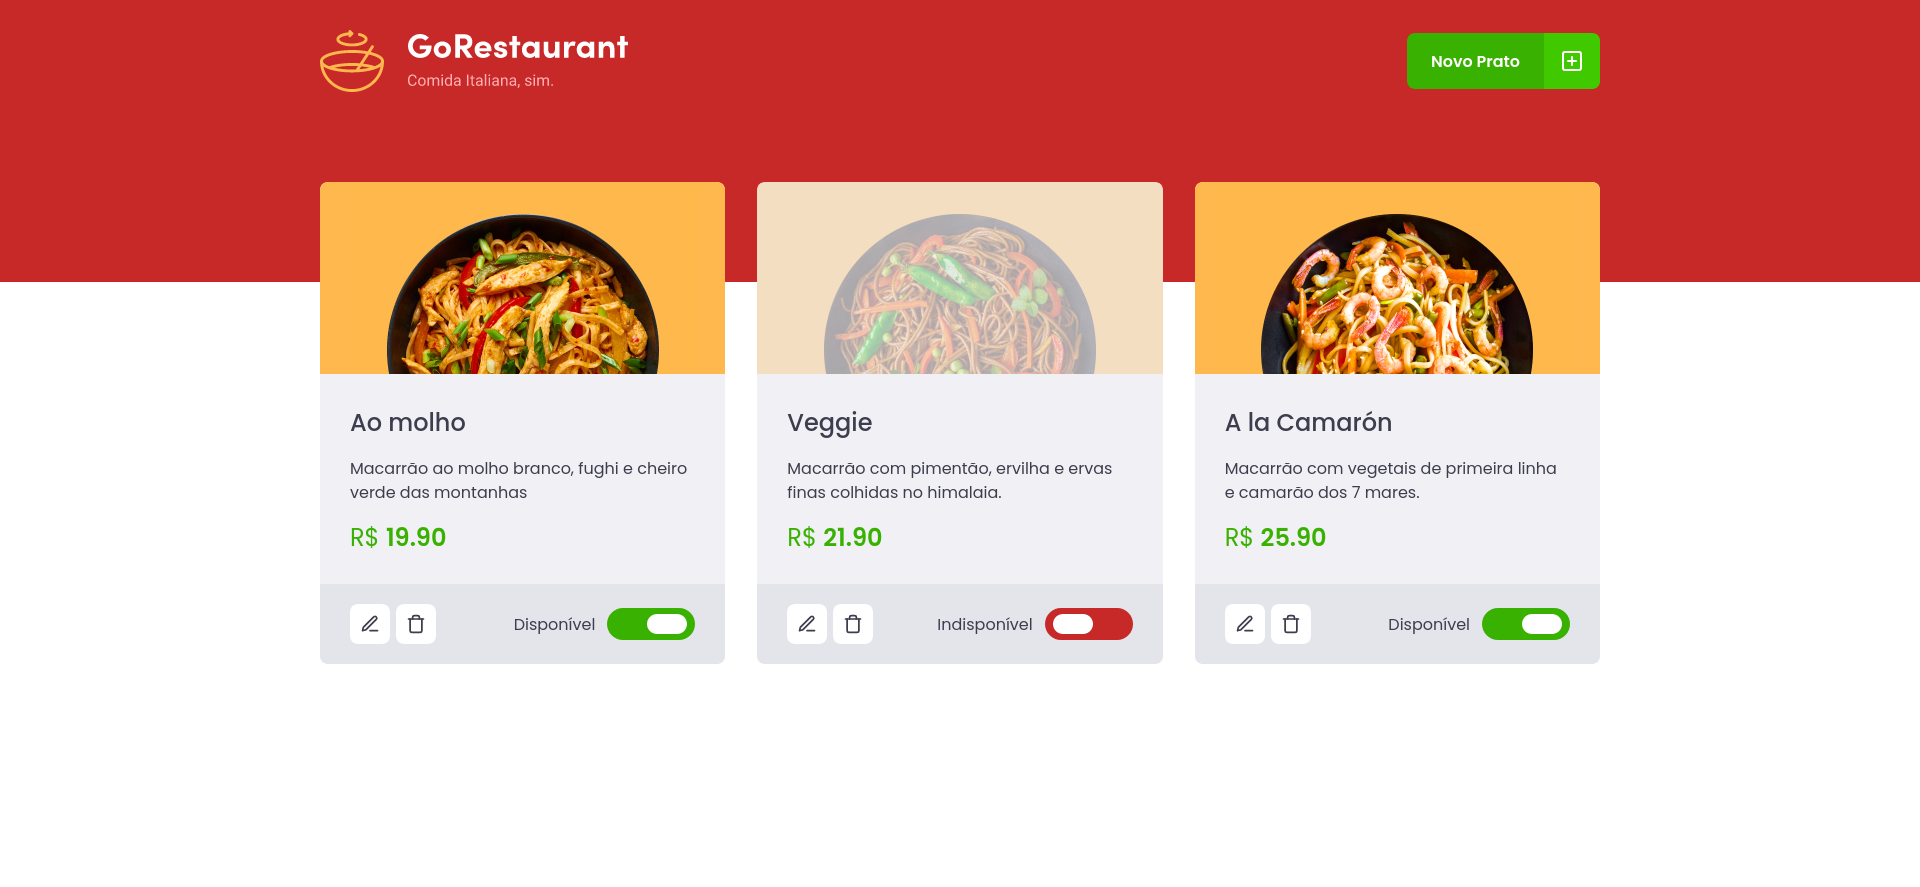 GoRestaurant
Comida Italiana, sim.
Novo Prato
Ao molho
Macarrão ao molho branco, fughi e cheiro
verde das montanhas
R$ 19.90
Disponível
Veggie
Macarrão com pimentão, ervilha e ervas
finas colhidas no himalaia.
R$ 21.90
Indisponível
A la Camarón
Macarrão com vegetais de primeira linha
e camarão dos 7 mares.
R$ 25.90
Disponível